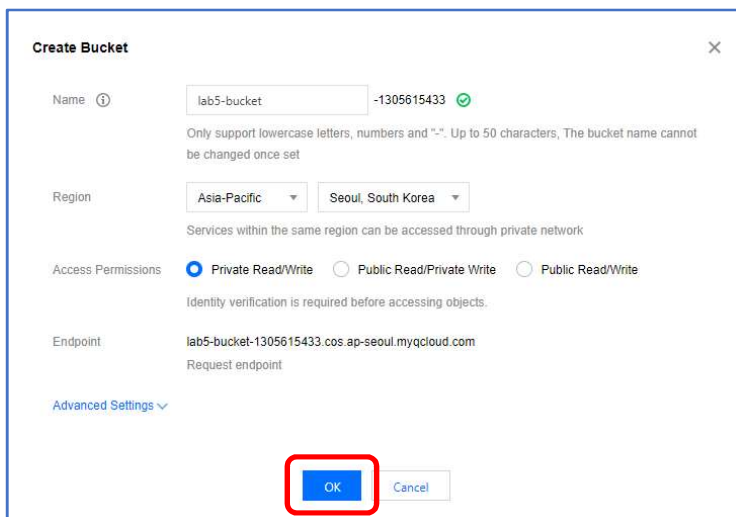 Create Bucket
Name
lab5-bucket -1305615433
Only support lowercase letters, numbers and "-". Up to 50 characters, The bucket name cannot
be changed once set
Region Asia-Pacific Seoul, South Korea
Services within the same region can be accessed through private network
Access Permissions Private Read/Write Public Read/Private Write Public Read/Write
Identity verification is required before accessing objects.
Endpoint lab5-bucket-1305615433.cos.ap-seoul.myqcloud.com
Request endpoint
Advanced Settings
OK Cancel